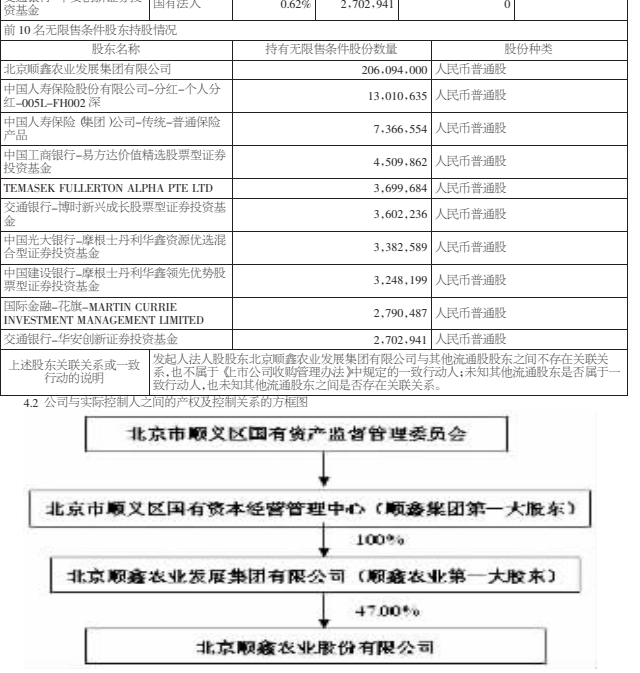 资基金
国有法人
0.62%
2,702,941
0
前 10 名无限售条件股东持股情况
股东名称
持有无限售条件股份数量
股份种类
北京顺鑫农业发展集团有限公司
206,094,000
人民币普通股
中国人寿保险股份有限公司-分红-个人分
红-005L-FH002 深
13,010,635
人民币普通股
中国人寿保险（集团）公司-传统-普通保险
产品
7,366,554
人民币普通股
中国工商银行-易方达价值精选股票型证券
投资基金
4,509,862
人民币普通股
TEMASEK FULLERTON ALPHA PTE LTD
3,699,684
人民币普通股
交通银行-博时新兴成长股票型证券投资基
金
3,602,236
人民币普通股
中国光大银行-摩根士丹利华鑫资源优选混
合型证券投资基金
3,382,589
人民币普通股
中国建设银行-摩根士丹利华鑫领先优势股
票型证券投资基金
3,248,199
人民币普通股
国际金融-花旗-MARTIN CURRIE
INVESTMENT MANAGEMENT LIMITED
2,790,487
人民币普通股
交通银行-华安创新证券投资基金
2,702,941
人民币普通股
上述股东关联关系或一致
行动的说明
发起人法人股股东北京顺鑫农业发展集团有限公司与其他流通股股东之间不存在关联关
系,也不属于《上市公司收购管理办法》中规定的一致行动人；未知其他流通股东是否属于一
致行动人,也未知其他流通股东之间是否存在关联关系。
4.2 公司与实际控制人之间的产权及控制关系的方框图
北京市顺义区国有资产监督管理委员会
北京市顺义区国有资本经营管理中心（顺鑫集团第一大股东）
100%
北京顺鑫农业发展集团有限公司（顺鑫农业第一大股东）
47.00%
北京顺鑫农业股份有限公司